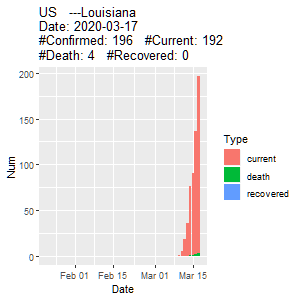 US   ---Louisiana
Date: 2020-03-17
#Confirmed: 196   #Current: 192
#Death: 4   #Recovered: 0
200
150
100
50
0
Num
Feb 01
Feb 15
Mar 01
Mar 15
Date
Type
current
death
recovered